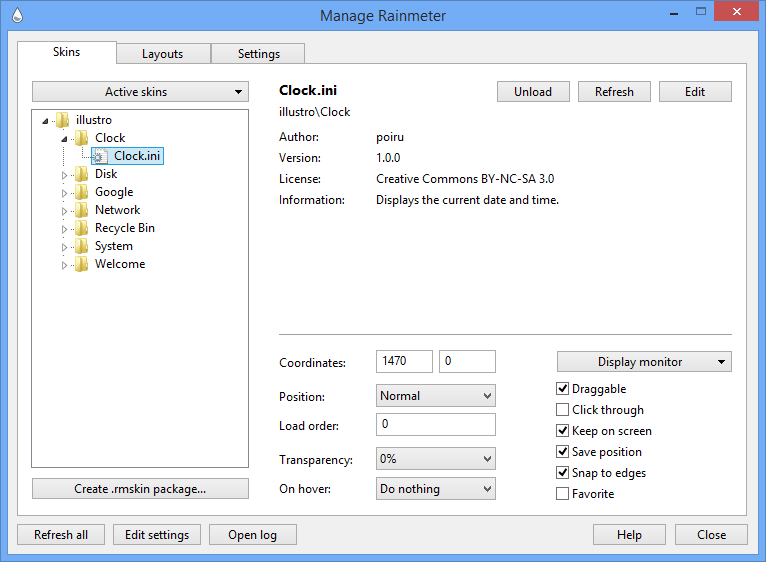 Manage Rainmeter
Skins
Layouts
Settings
Active skins
illustro
Clock
Clock.ini
Disk
Google
Network
Recycle Bin
System
Welcome
Create .rmskin package...
Clock.ini
Unload
Refresh
Edit
illustro\Clock
Author: poiru
Version: 1.0.0
License: Creative Commons BY-NC-SA 3.0
Information: Displays the current date and time.
Coordinates: 1470 0
Position: Normal
Load order: 0
Transparency: 0%
On hover: Do nothing
Display monitor
Draggable
Click through
Keep on screen
Save position
Snap to edges
Favorite
Refresh all
Edit settings
Open log
Help
Close